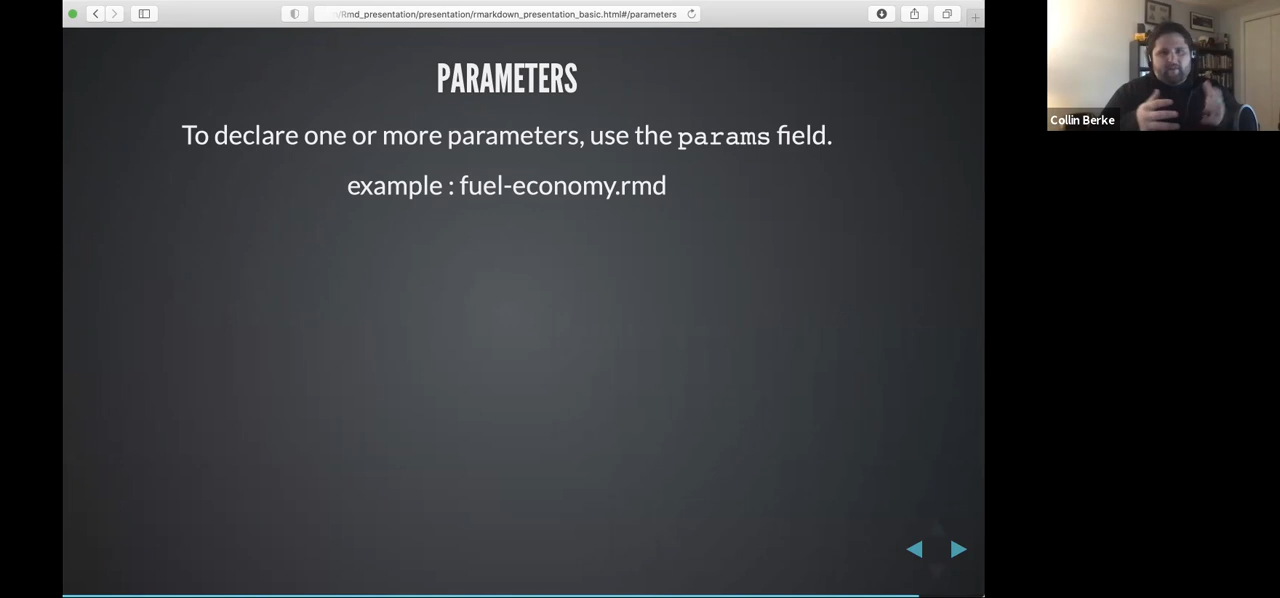 /Rmd_presentation/presentation/rmarkdown_presentation_basic.html#/parameters
PARAMETERS
To declare one or more parameters, use the params field.
example : fuel-economy.rmd
Collin Berke